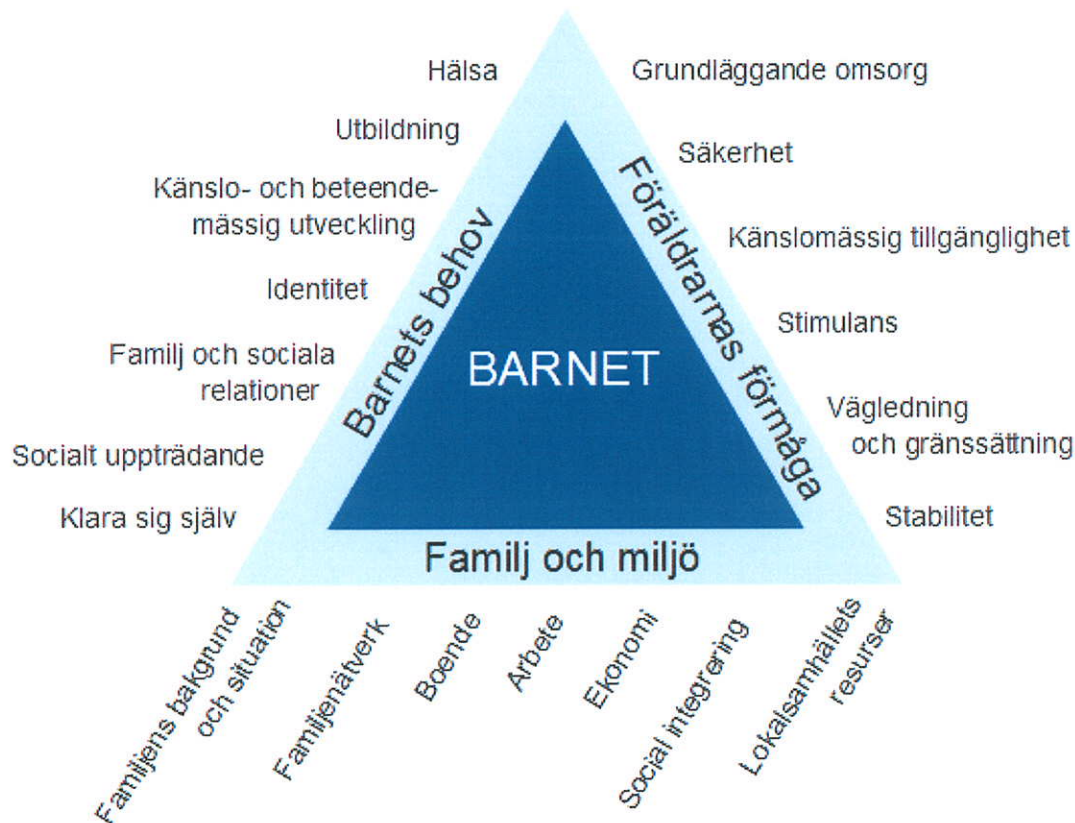 Hälsa
Utbildning
Känslo- och beteende-
mässig utveckling
Identitet
Familj och sociala
relationer
Socialt uppträdande
Klara sig själv
Barnets behov
BARNET
Föräldrarnas förmåga
Grundläggande omsorg
Säkerhet
Känslomässig tillgänglighet
Stimulans
Vägledning
och gränssättning
Stabilitet
Familj och miljö
Familjens bakgrund
och situation
Familjenätverk
Boende
Arbete
Ekonomi
Social integrering
Lokalsamhällets
resurser